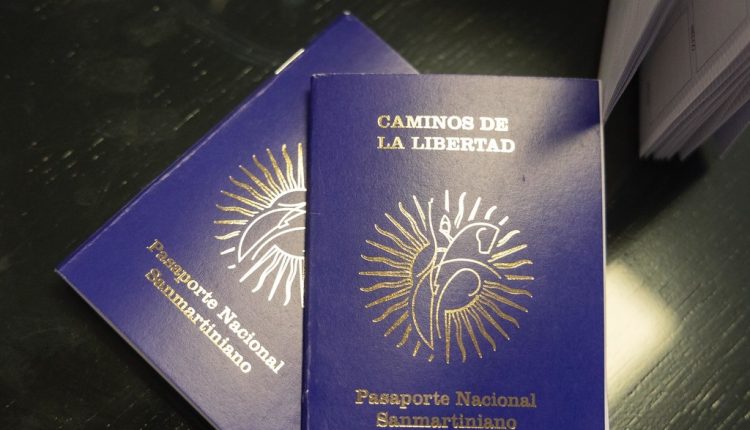 CAMINOS DE
LA LIBERTAD
Pasaporte Nacional
Sanmartiniano
Pasaporte Nacional
Sanmartiniano